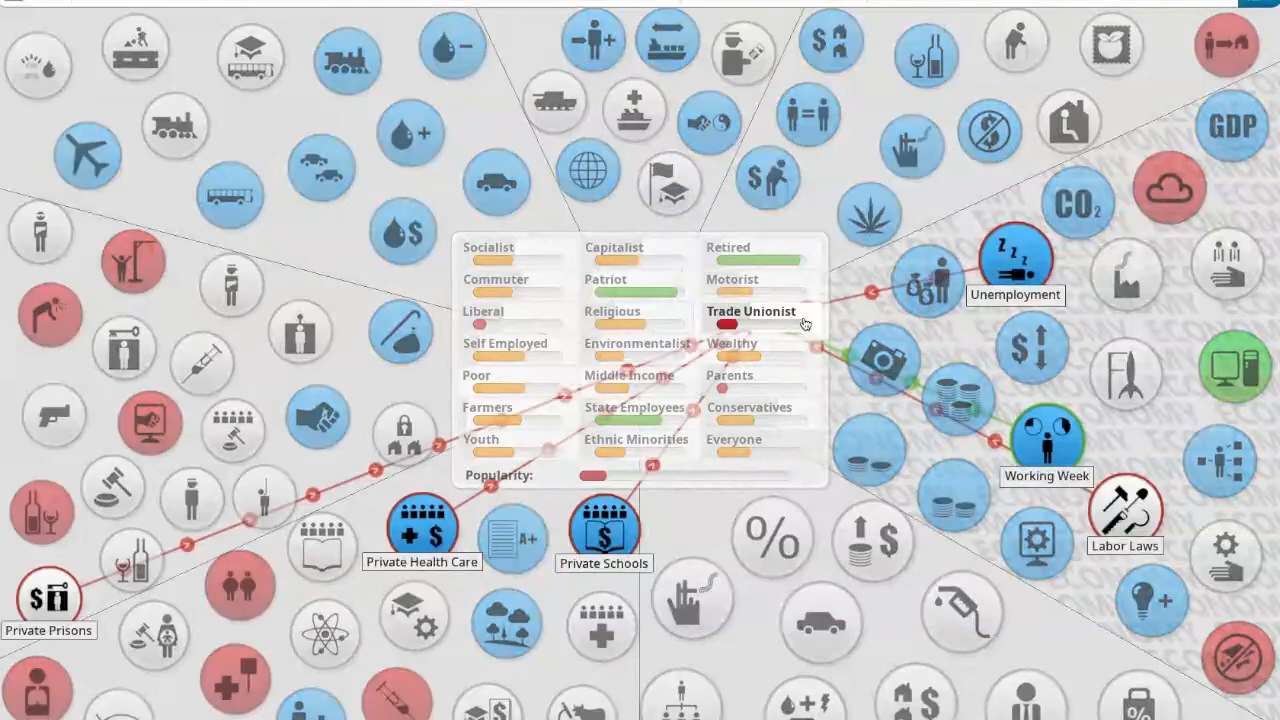 GDP
CO2
Socialist
Capitalist
Retired
Commuter
Patriot
Motorist
Liberal
Religious
Trade Unionist
Self Employed
Environmentalist
Wealthy
Poor
Middle Income
Parents
Farmers
State Employees
Conservatives
Youth
Ethnic Minorities
Everyone
Popularity:
Unemployment
Working Week
Labor Laws
Private Health Care
Private Schools
Private Prisons
A+